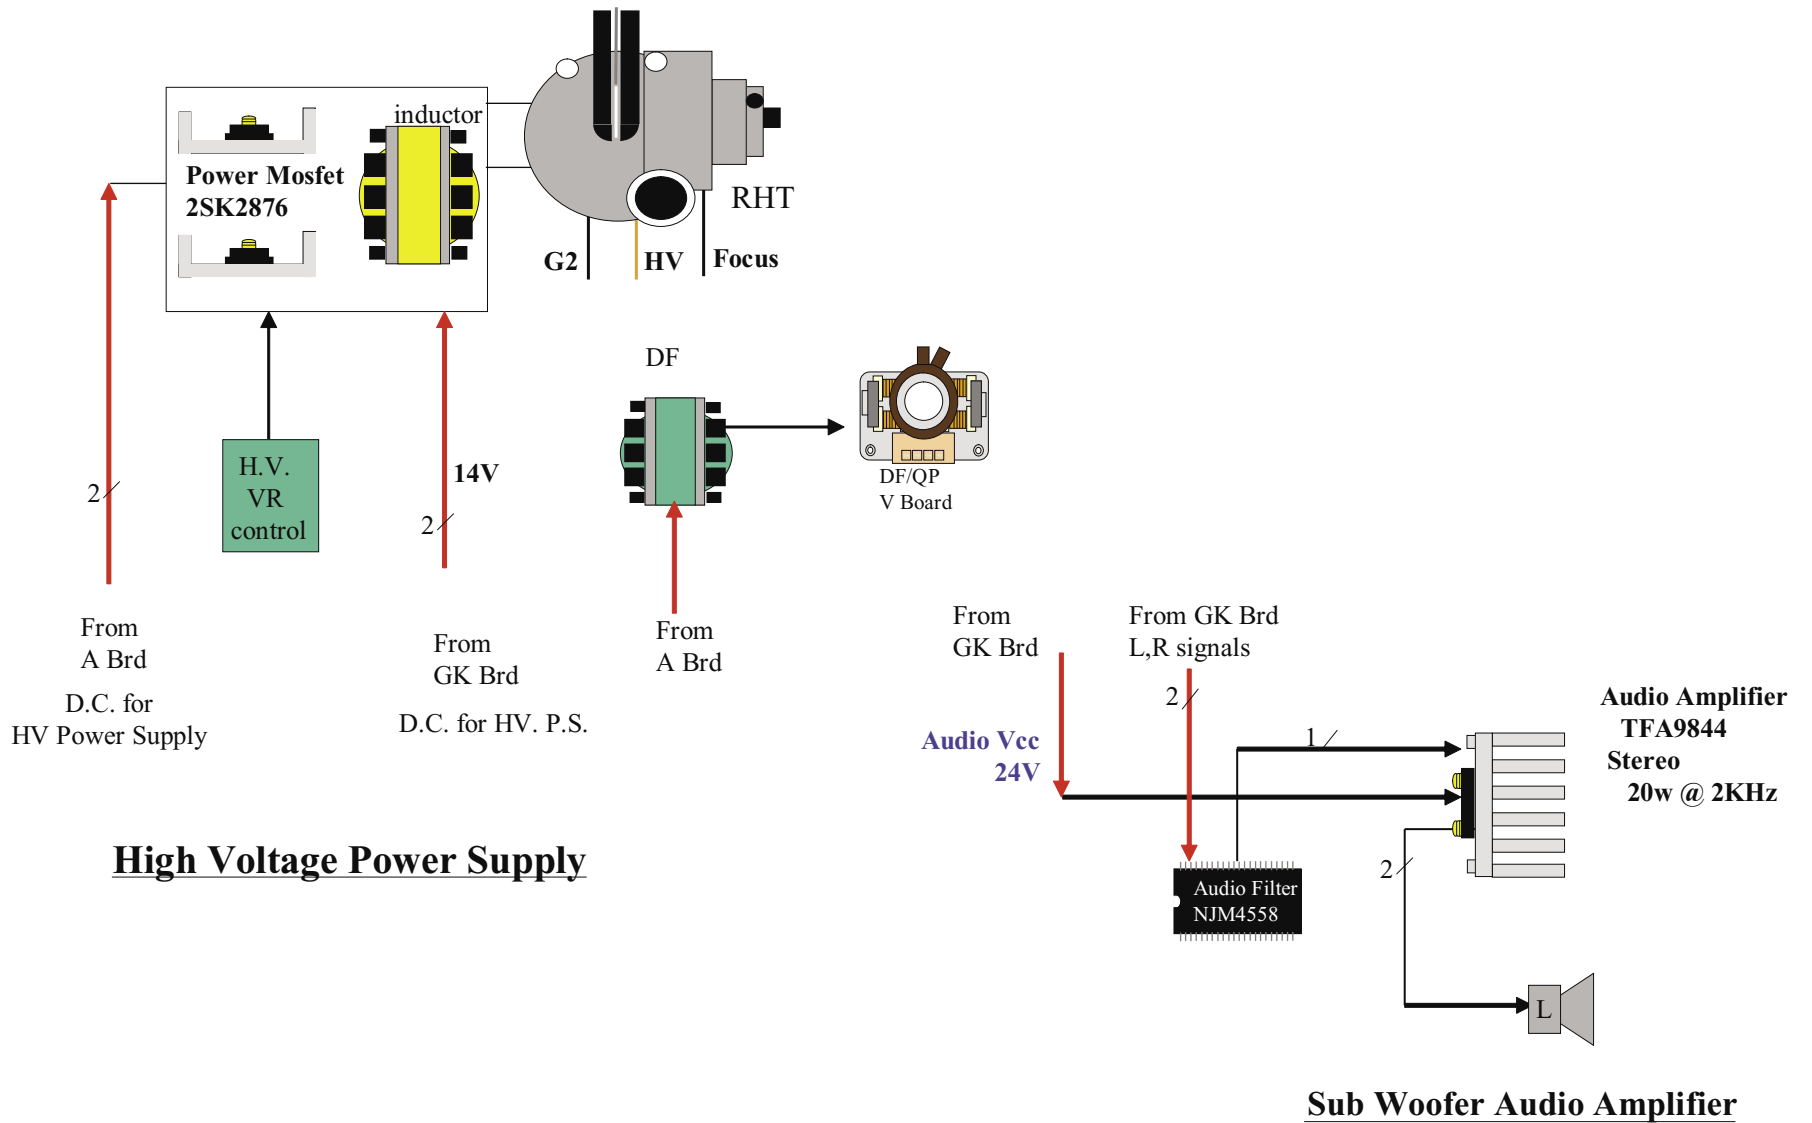 inductor
Power Mosfet
2SK2876
RHT
G2
HV
Focus
DF
H.V.
VR
control
14V
2
2
DF/QP
V Board
From
A Brd
D.C. for
HV Power Supply
From
GK Brd
D.C. for HV. P.S.
From
A Brd
From
GK Brd
From GK Brd
L,R signals
2
Audio Vcc
24V
1
Audio Amplifier
TFA9844
Stereo
20w @ 2KHz
2
High Voltage Power Supply
Audio Filter
NJM4558
L
Sub Woofer Audio Amplifier